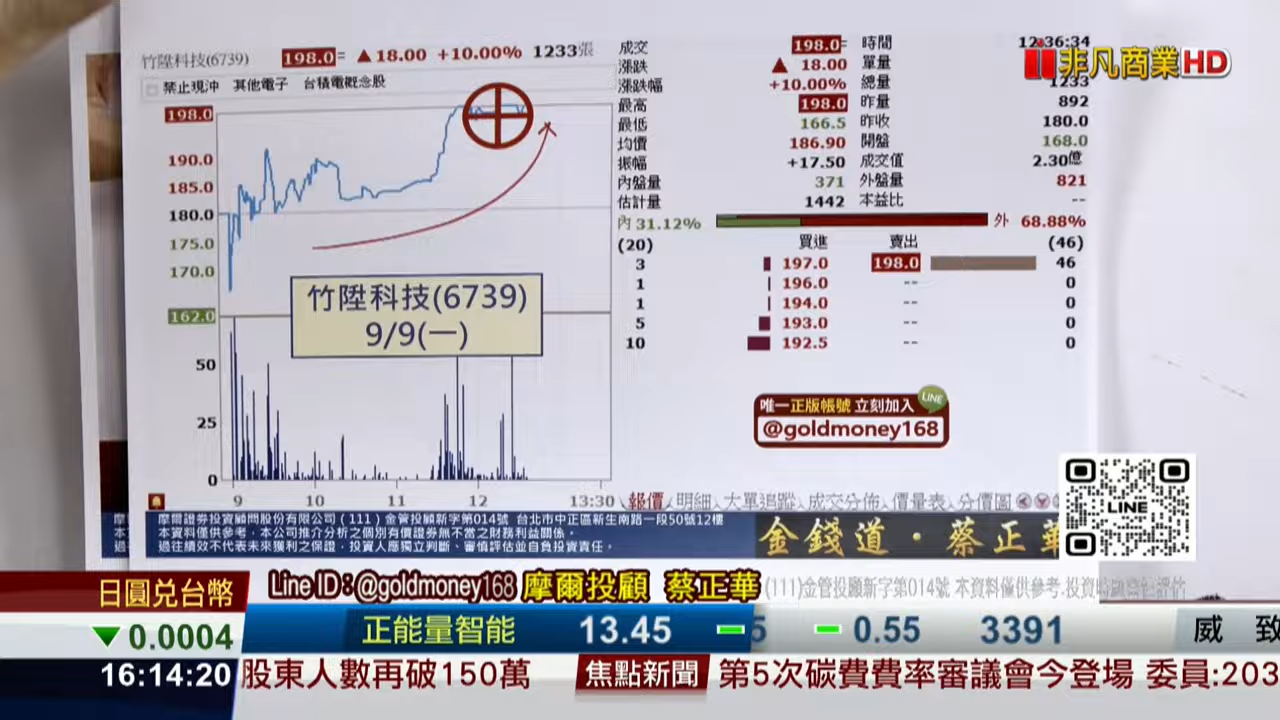 竹陞科技(6739) 198.0= ▲18.00 +10.00% 1233張
禁止現沖 其他電子 台積電概念股
198.0
190.0
185.0
180.0
175.0
170.0
162.0
50
25
0
9 10 11 12 13:30
竹陞科技(6739)
9/9(一)
成交 198.0= 時間 12:36:34
漲跌 ▲ 18.00 單量
漲跌幅 +10.00% 總量 1233
最高 198.0 昨量 892
最低 166.5 昨收 180.0
均價 186.90 開盤 168.0
振幅 +17.50 成交值 2.30億
內盤量 371 外盤量 821
估計量 1442 本益比 --
內 31.12% 外 68.88%
(20) 買進 賣出 (46)
3 197.0 198.0 46
1 196.0 -- 0
1 194.0 -- 0
5 193.0 -- 0
10 192.5 -- 0
非凡商業HD
唯一正版帳號 立刻加入 LINE
@goldmoney168
LINE
報價 明細 大單追蹤 成交分佈 價量表 分價圖
摩爾證券投資顧問股份有限公司(111)金管投顧新字第014號 台北市中正區新生南路一段50號12樓
本資料僅供參考，本公司推介分析之個別有價證券無不當之財務利益關係。
過往績效不代表未來獲利之保證，投資人應獨立判斷、審慎評估並自負投資責任。
金錢道·蔡正華
日圓兌台幣
▼0.0004
16:14:20
Line ID:@goldmoney168 摩爾投顧 蔡正華 (111)金管投顧新字第014號 本資料僅供參考.投資時
正能量智能 13.45 5 0.55 3391 威 致
股東人數再破150萬 焦點新聞 第5次碳費費率審議會今登場 委員:203